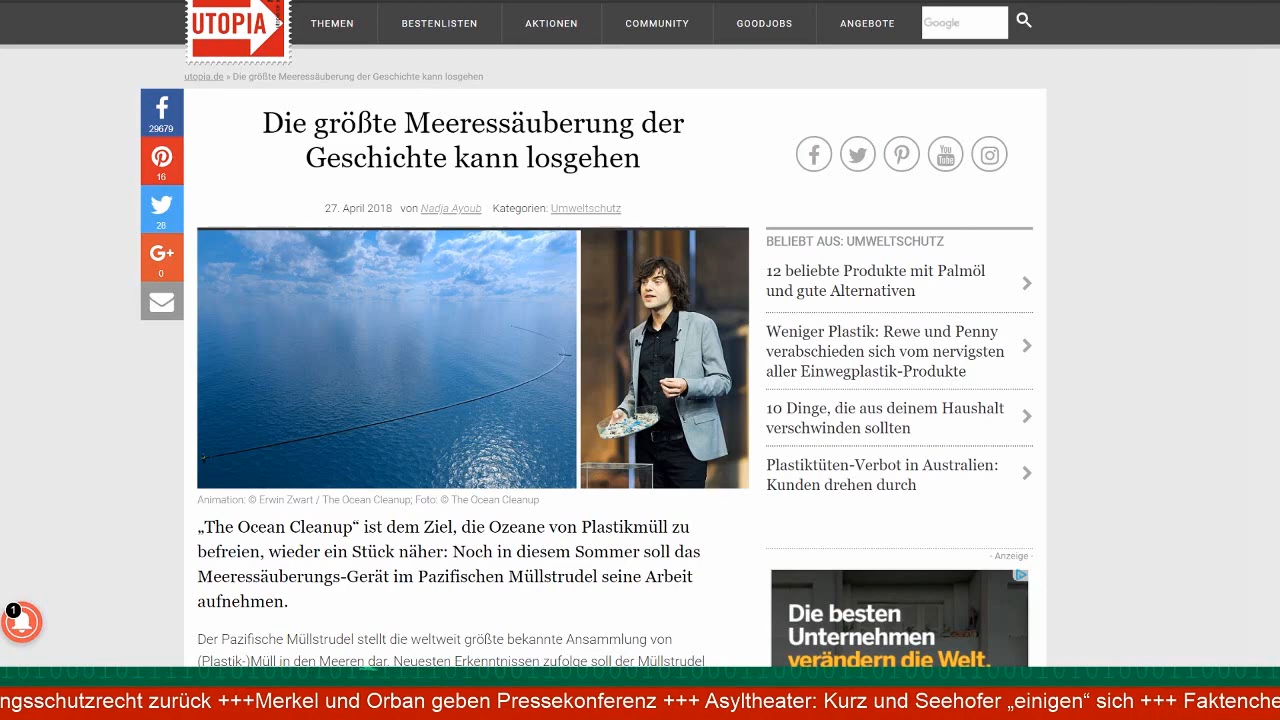 UTOPIA
THEMEN
BESTENLISTEN
AKTIONEN
COMMUNITY
GOODJOBS
ANGEBOTE
Google
utopia.de » Die größte Meeressäuberung der Geschichte kann losgehen
29679
16
28
G+
0
Die größte Meeressäuberung der
Geschichte kann losgehen
27. April 2018 von Nadja Ayoub Kategorien: Umweltschutz
You
Tube
Animation: © Erwin Zwart / The Ocean Cleanup; Foto: © The Ocean Cleanup
„The Ocean Cleanup“ ist dem Ziel, die Ozeane von Plastikmüll zu
befreien, wieder ein Stück näher: Noch in diesem Sommer soll das
Meeressäuberungs-Gerät im Pazifischen Müllstrudel seine Arbeit
aufnehmen.
Der Pazifische Müllstrudel stellt die weltweit größte bekannte Ansammlung von
(Plastik-)Müll in den Meeren dar. Neuesten Erkenntnissen zufolge soll der Müllstrudel
BELIEBT AUS: UMWELTSCHUTZ
12 beliebte Produkte mit Palmöl
und gute Alternativen
Weniger Plastik: Rewe und Penny
verabschieden sich vom nervigsten
aller Einwegplastik-Produkte
10 Dinge, die aus deinem Haushalt
verschwinden sollten
Plastiktüten-Verbot in Australien:
Kunden drehen durch
- Anzeige -
Die besten
Unternehmen
verändern die Welt.
1
ngsschutzrecht zurück +++Merkel und Orban geben Pressekonferenz +++ Asyltheater: Kurz und Seehofer „einigen“ sich +++ Faktenche